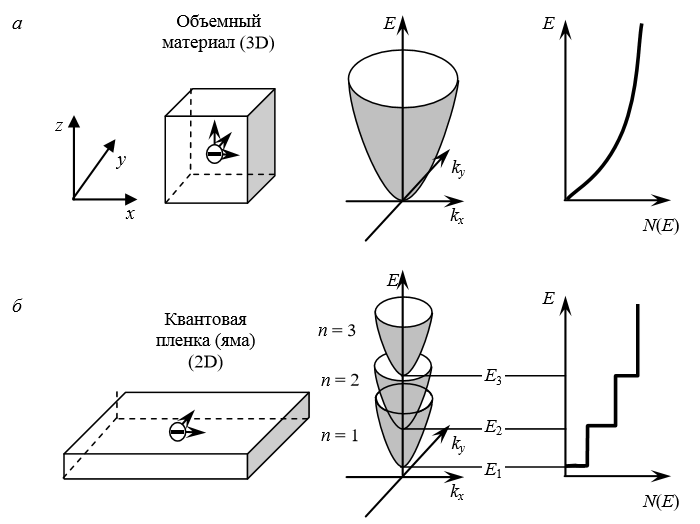 а
Объемный
материал (3D)
z
y
x
E
k_y
k_x
N(E)
б
Квантовая
пленка (яма)
(2D)
E
n = 3
n = 2
n = 1
k_y
k_x
E
E_3
E_2
E_1
N(E)